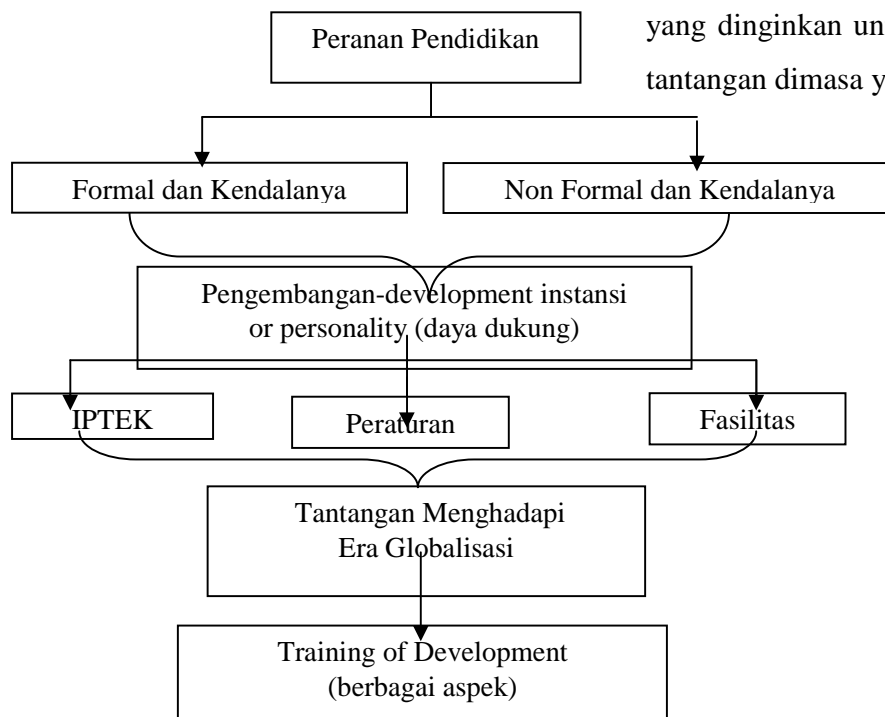 Peranan Pendidikan
yang dinginkan un
tantangan dimasa y
Formal dan Kendalanya
Non Formal dan Kendalanya
Pengembangan-development instansi
or personality (daya dukung)
IPTEK
Peraturan
Fasilitas
Tantangan Menghadapi
Era Globalisasi
Training of Development
(berbagai aspek)